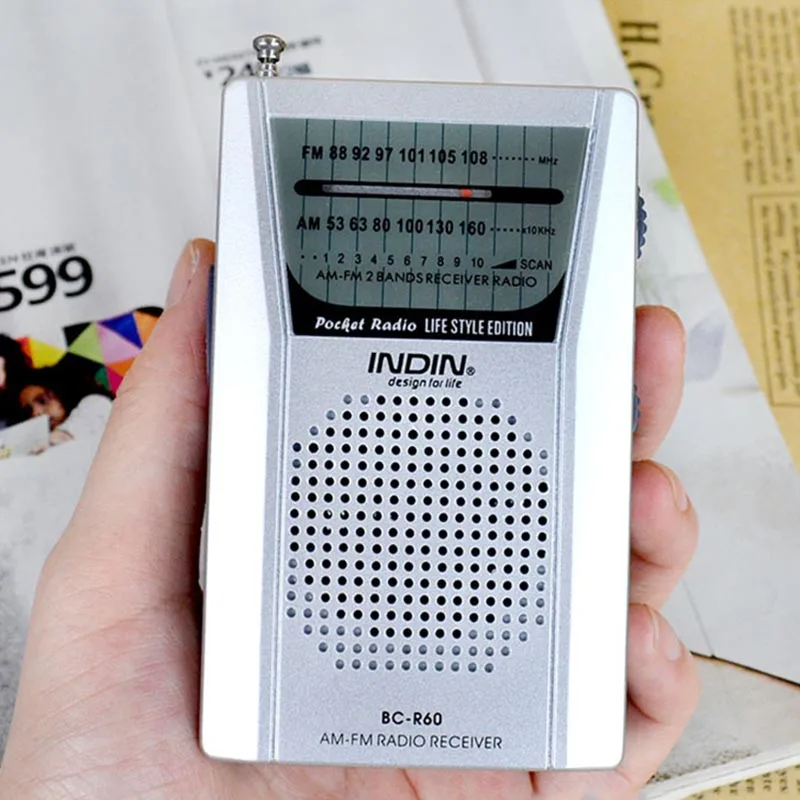 FM 88 92 97 101 105 108 ······· MHz
AM 53 63 80 100 130 160 ·····x10KHz
· · 1 2 3 4 5 6 7 8 9 10 SCAN
AM-FM 2 BANDS RECEIVER RADIO
Pocket Radio LIFE STYLE EDITION
INDIN®
design for life
BC-R60
AM-FM RADIO RECEIVER
599
H.G